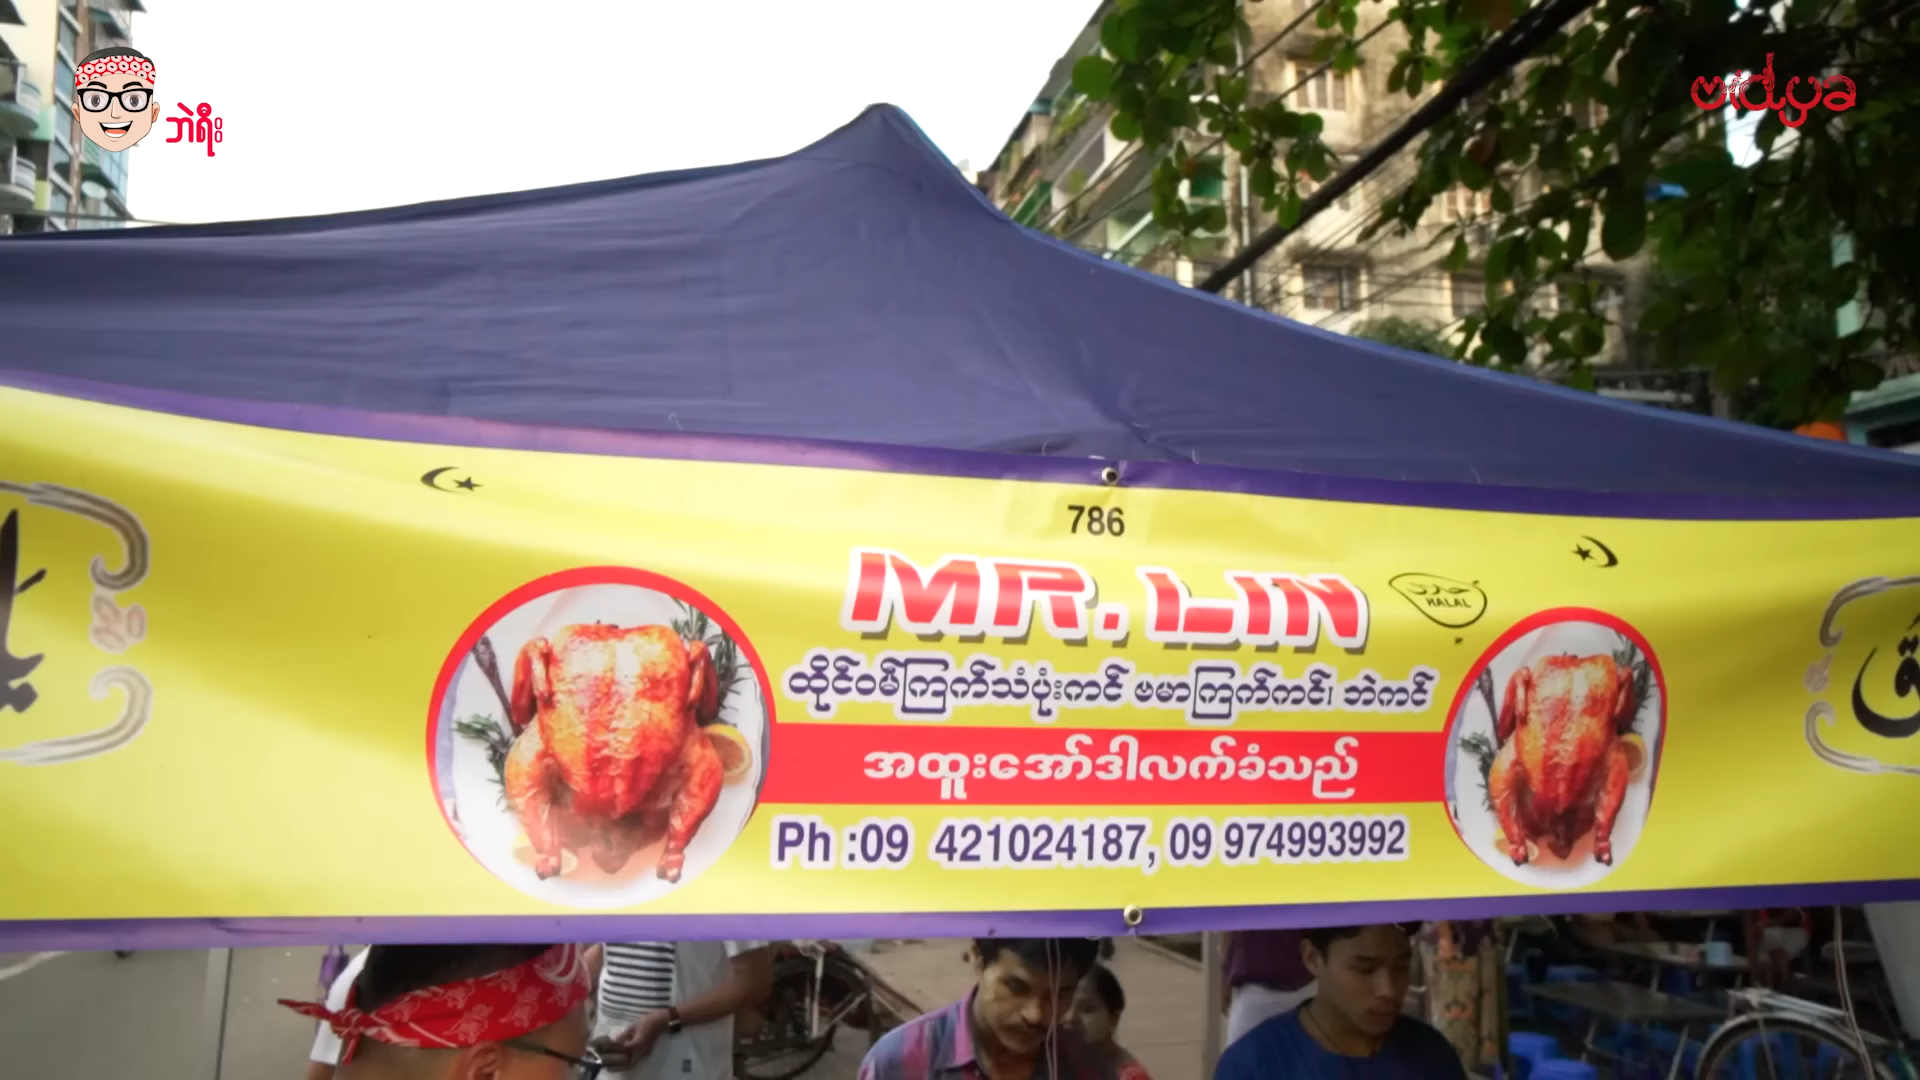 ဘဲရီး
vidya
786
MR. LIN
HALAL
ထိုင်ဝမ်ကြက်သံပုံးကင် ဗမာကြက်ကင်၊ ဘဲကင်
အထူးအော်ဒါလက်ခံသည်
Ph :09 421024187, 09 974993992